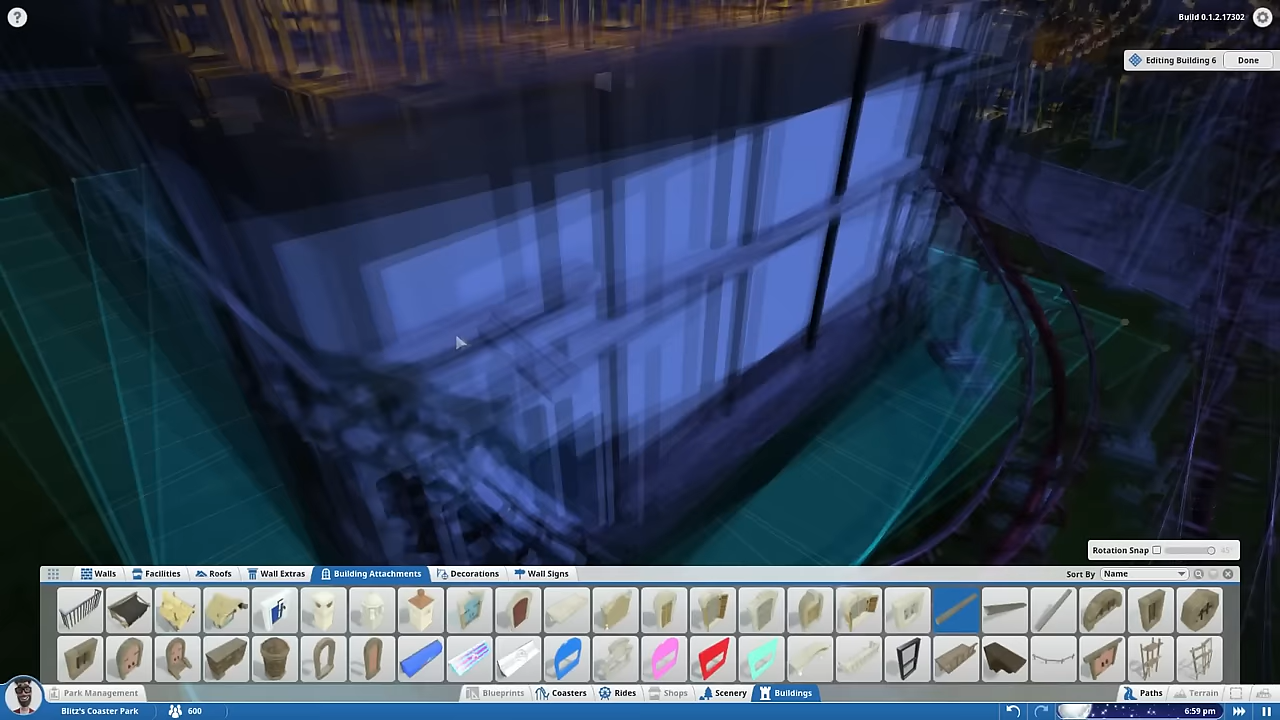 ?
Build 0.1.2.17302
Editing Building 6 Done
Rotation Snap 45°
Walls Facilities Roofs Wall Extras Building Attachments Decorations Wall Signs Sort By Name
Park Management Blueprints Coasters Rides Shops Scenery Buildings Paths Terrain
Blitz's Coaster Park 600 6:59 pm